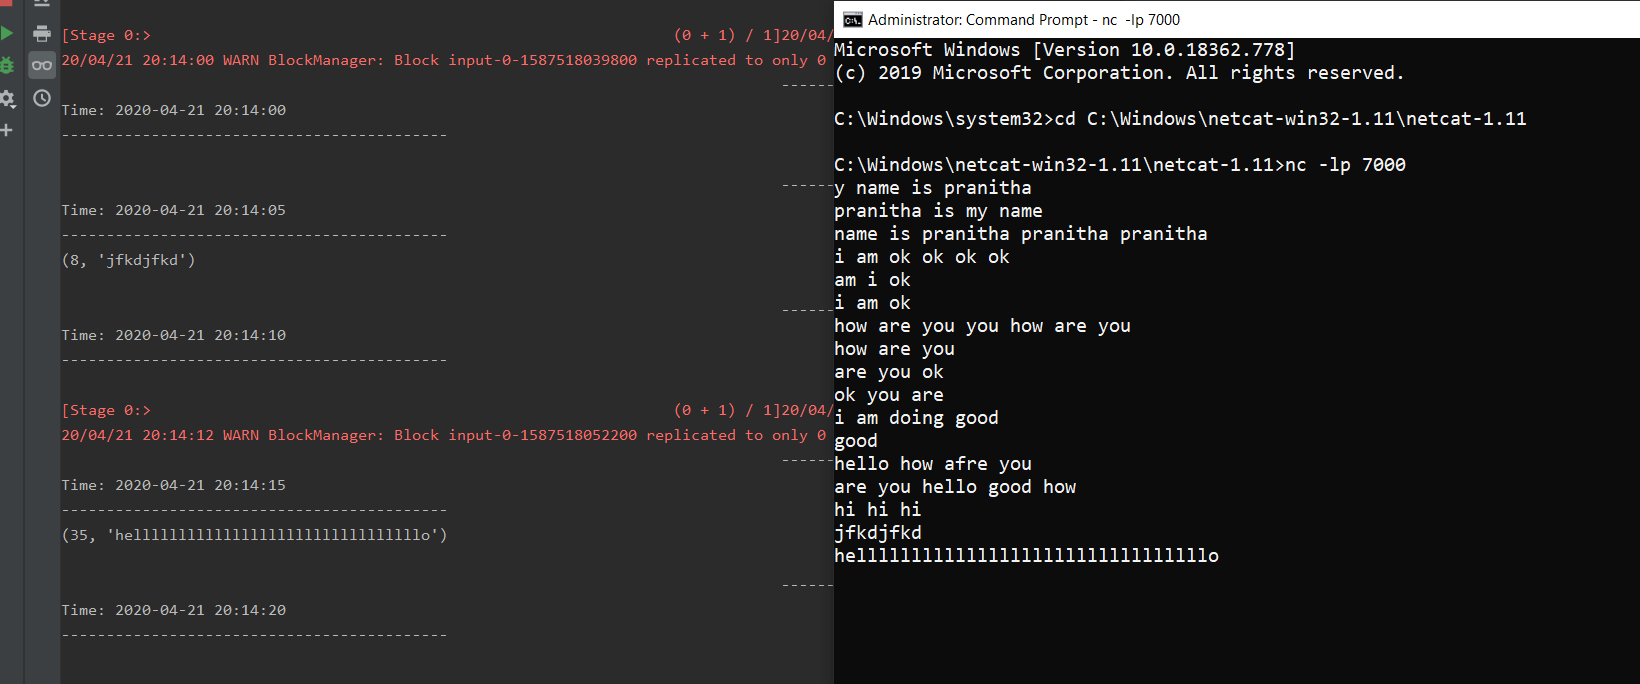 [Stage 0:> (0 + 1) / 1]20/04/
20/04/21 20:14:00 WARN BlockManager: Block input-0-1587518039800 replicated to only 0
------
Time: 2020-04-21 20:14:00
-------------------------------------------
------
Time: 2020-04-21 20:14:05
-------------------------------------------
(8, 'jfkdjfkd')
------
Time: 2020-04-21 20:14:10
-------------------------------------------
[Stage 0:> (0 + 1) / 1]20/04/
20/04/21 20:14:12 WARN BlockManager: Block input-0-1587518052200 replicated to only 0
------
Time: 2020-04-21 20:14:15
-------------------------------------------
(35, 'hellllllllllllllllllllllllllllllllo')
------
Time: 2020-04-21 20:14:20
-------------------------------------------
Administrator: Command Prompt - nc -lp 7000
Microsoft Windows [Version 10.0.18362.778]
(c) 2019 Microsoft Corporation. All rights reserved.
C:\Windows\system32>cd C:\Windows\netcat-win32-1.11\netcat-1.11
C:\Windows\netcat-win32-1.11\netcat-1.11>nc -lp 7000
y name is pranitha
pranitha is my name
name is pranitha pranitha pranitha
i am ok ok ok ok
am i ok
i am ok
how are you you how are you
how are you
are you ok
ok you are
i am doing good
good
hello how afre you
are you hello good how
hi hi hi
jfkdjfkd
hellllllllllllllllllllllllllllllllo